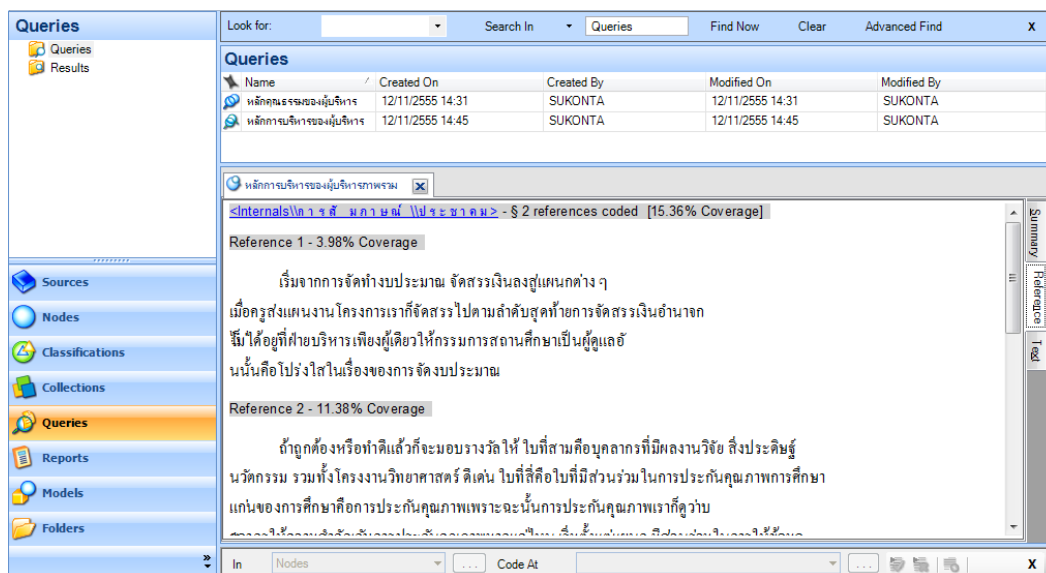 Queries
Queries
Results
Sources
Nodes
Classifications
Collections
Queries
Reports
Models
Folders
Look for:
Search In
Queries
Find Now
Clear
Advanced Find
x
Queries
Name
Created On
Created By
Modified On
Modified By
หลักคุณธรรมของผู้บริหาร 12/11/2555 14:31 SUKONTA 12/11/2555 14:31 SUKONTA
หลักการบริหารของผู้บริหาร 12/11/2555 14:45 SUKONTA 12/11/2555 14:45 SUKONTA
หลักการบริหารของผู้บริหารภาพรวม
<Internals\\การสัมภาษณ์\\ประชาคม> - § 2 references coded [15.36% Coverage]
Reference 1 - 3.98% Coverage
เริ่มจากการจัดทำงบประมาณ จัดสรรเงินลงสู่แผนกต่าง ๆ
เมื่อครูส่งแผนงานโครงการเราก็จัดสรรไปตามลำดับสุดท้ายการจัดสรรเงินอำนาจก
ได้อยู่ที่ฝ่ายบริหารเพียงผู้เดียวให้กรรมการสถานศึกษาเป็นผู้ดูแลอั
นนั้นคือโปร่งใสในเรื่องของการจัดงบประมาณ
Reference 2 - 11.38% Coverage
ถ้าถูกต้องหรือทำดีแล้วก็จะมอบรางวัลให้ ใบที่สามคือบุคลากรที่มีผลงานวิจัย สิ่งประดิษฐ์
นวัตกรรม รวมทั้งโครงงานวิทยาศาสตร์ ดีเด่น ใบที่สี่คือใบที่มีส่วนร่วมในการประกันคุณภาพการศึกษา
แก่นของการศึกษาคือการประกันคุณภาพเพราะฉะนั้นการประกันคุณภาพเราก็ดูว่าบ
Summary
Reference
Text
In
Nodes
...
Code At
...
x